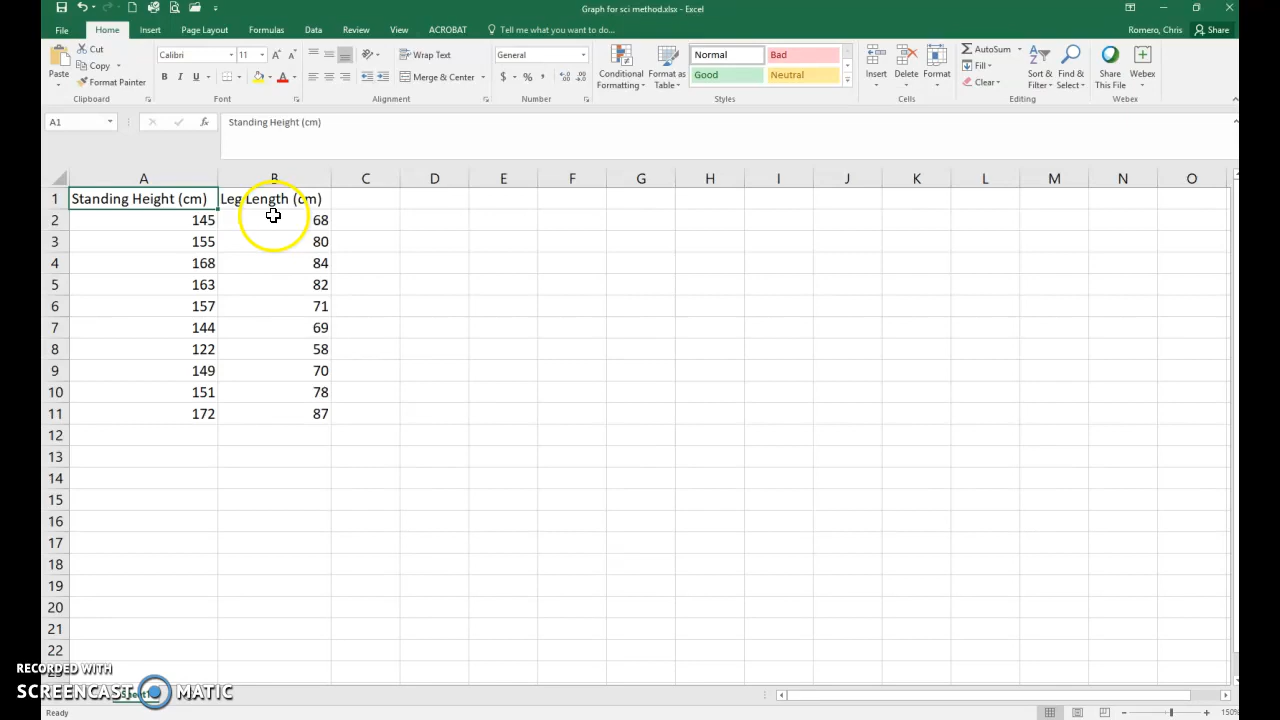 Graph for sci method.xlsx - Excel
File Home Insert Page Layout Formulas Data Review View ACROBAT Tell me what you want to do... Romero, Chris Share
Paste Cut Copy Format Painter
Calibri 11 A A B I U A
Wrap Text Merge & Center
General $ % ,
Conditional Formatting Format as Table
Normal Bad Good Neutral
Insert Delete Format
AutoSum Fill Clear Sort & Filter Find & Select
Share This File Webex
Clipboard Font Alignment Number Styles Cells Editing Webex
A1 fx Standing Height (cm)
A B C D E F G H I J K L M N O
1 Standing Height (cm) Leg Length (cm)
2 145 68
3 155 80
4 168 84
5 163 82
6 157 71
7 144 69
8 122 58
9 149 70
10 151 78
11 172 87
12
13
14
15
16
17
18
19
20
21
22
RECORDED WITH
SCREENCAST MATIC
Ready 150%